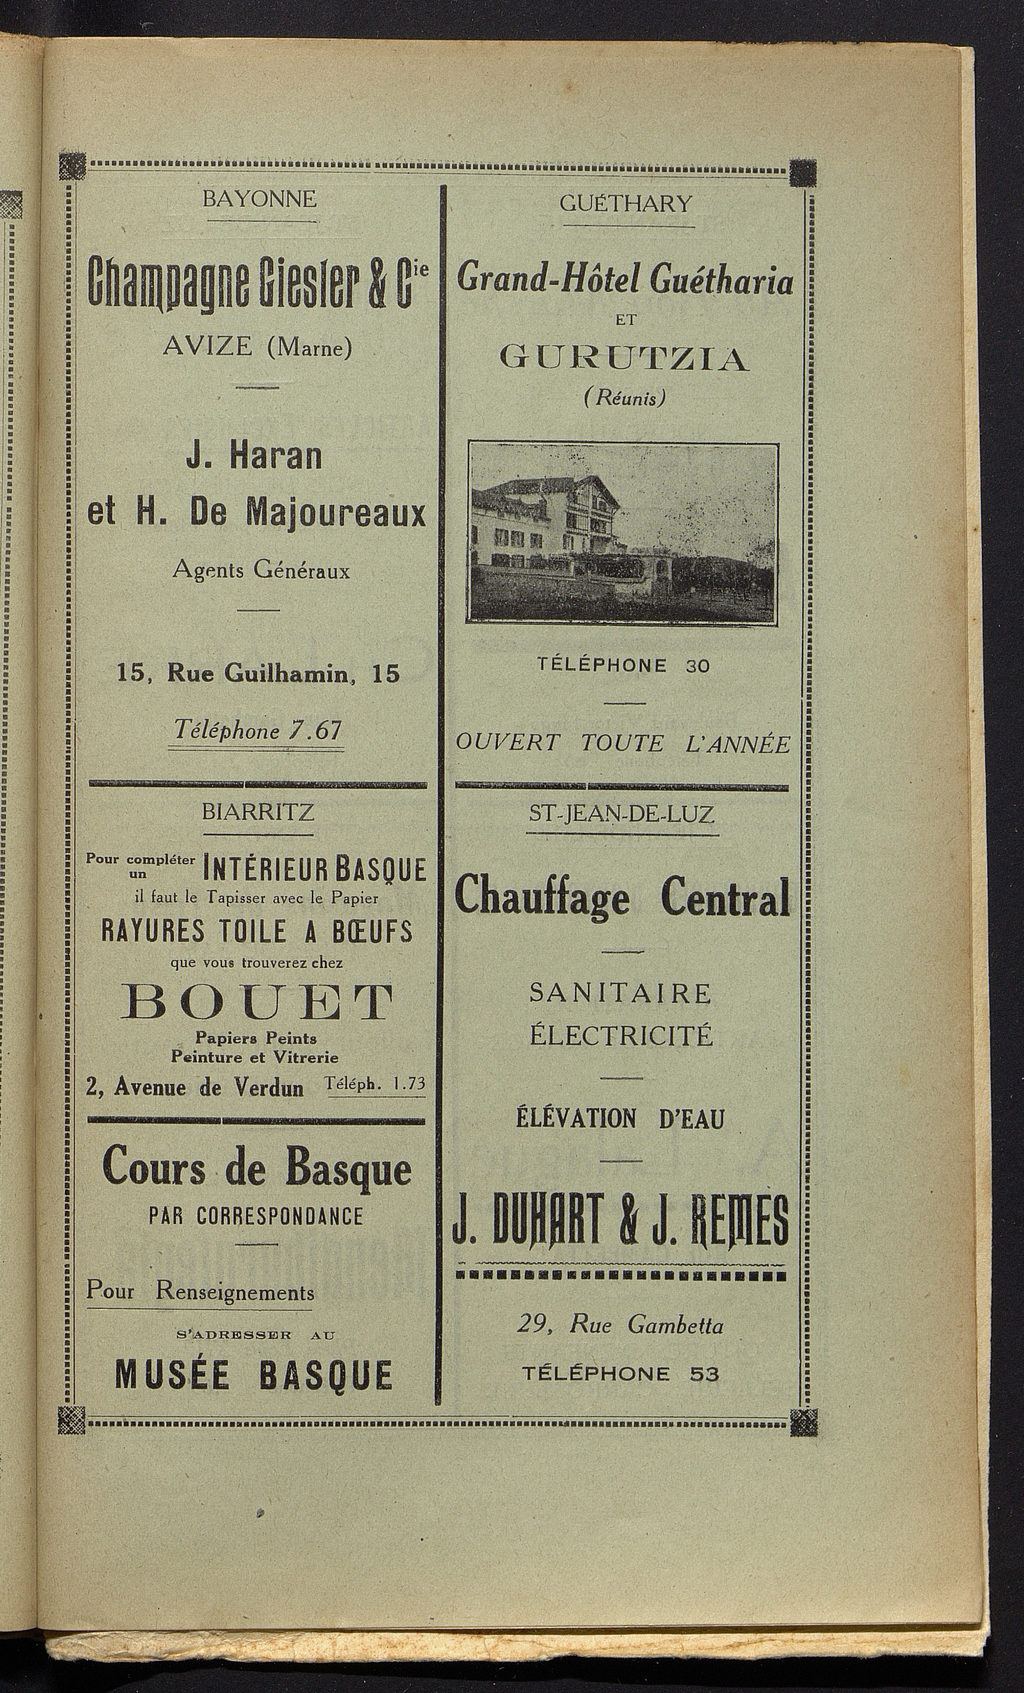 BAYONNE
Champagne Giesler & Cie
AVIZE (Marne)
J. Haran
et H. De Majoureaux
Agents Généraux
15, Rue Guilhamin, 15
Téléphone 7.67
BIARRITZ
Pour compléter un INTÉRIEUR BASQUE
il faut le Tapisser avec le Papier
RAYURES TOILE A BŒUFS
que vous trouverez chez
BOUET
Papiers Peints
Peinture et Vitrerie
2, Avenue de Verdun Téléph. 1.73
Cours de Basque
PAR CORRESPONDANCE
Pour Renseignements
S'ADRESSER AU
MUSÉE BASQUE
GUÉTHARY
Grand-Hôtel Guétharia
ET
GURUTZIA
(Réunis)
TÉLÉPHONE 30
OUVERT TOUTE L'ANNÉE
ST-JEAN-DE-LUZ
Chauffage Central
SANITAIRE
ÉLECTRICITÉ
ÉLÉVATION D'EAU
J. DUHART & J. REMÈS
29, Rue Gambetta
TÉLÉPHONE 53